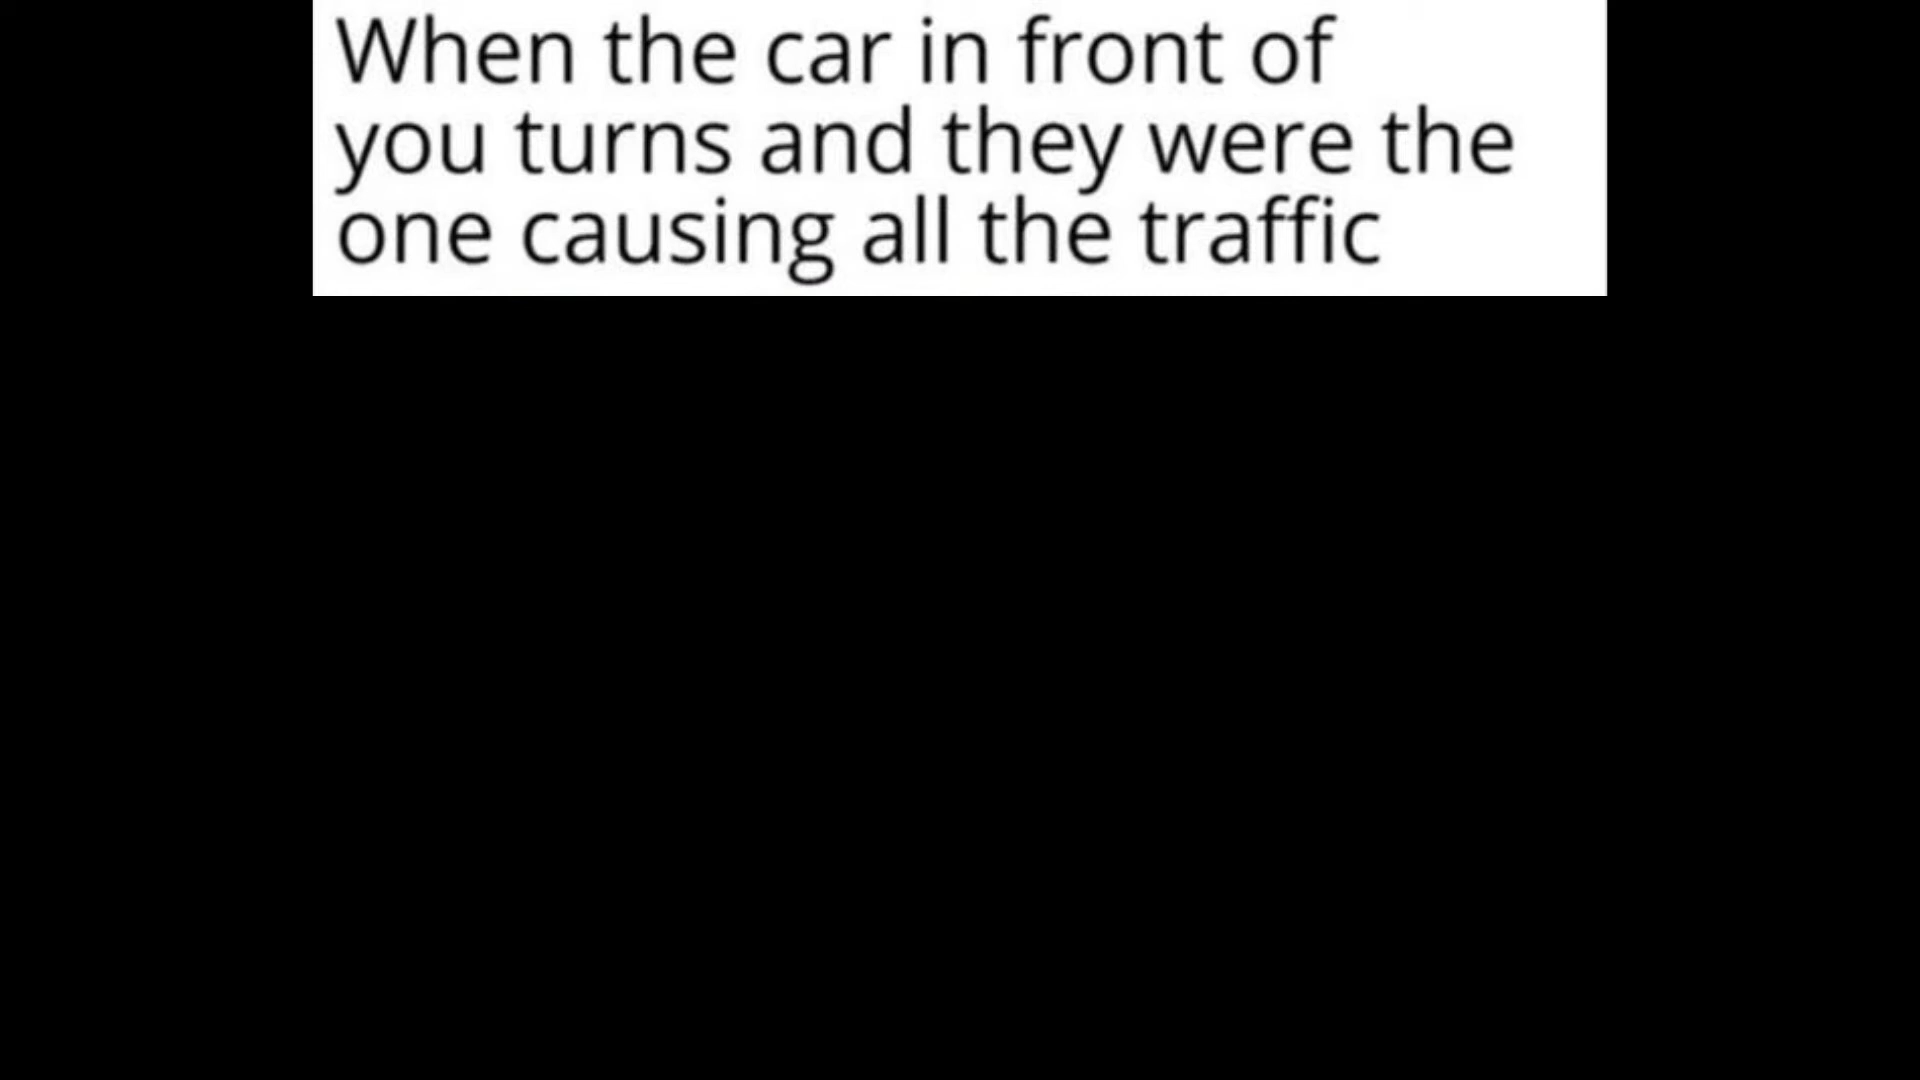 When the car in front of
you turns and they were the
one causing all the traffic